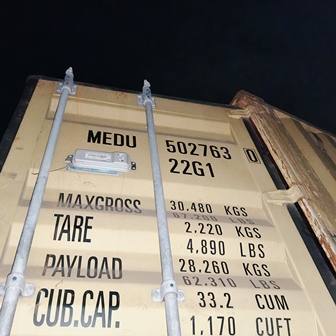 MEDU 502763 0
22G1
MAXGROSS 30.480 KGS
67.200 LBS
TARE 2.220 KGS
4.890 LBS
PAYLOAD 28.260 KGS
62.310 LBS
CUB.CAP. 33.2 CUM
1.170 CUFT